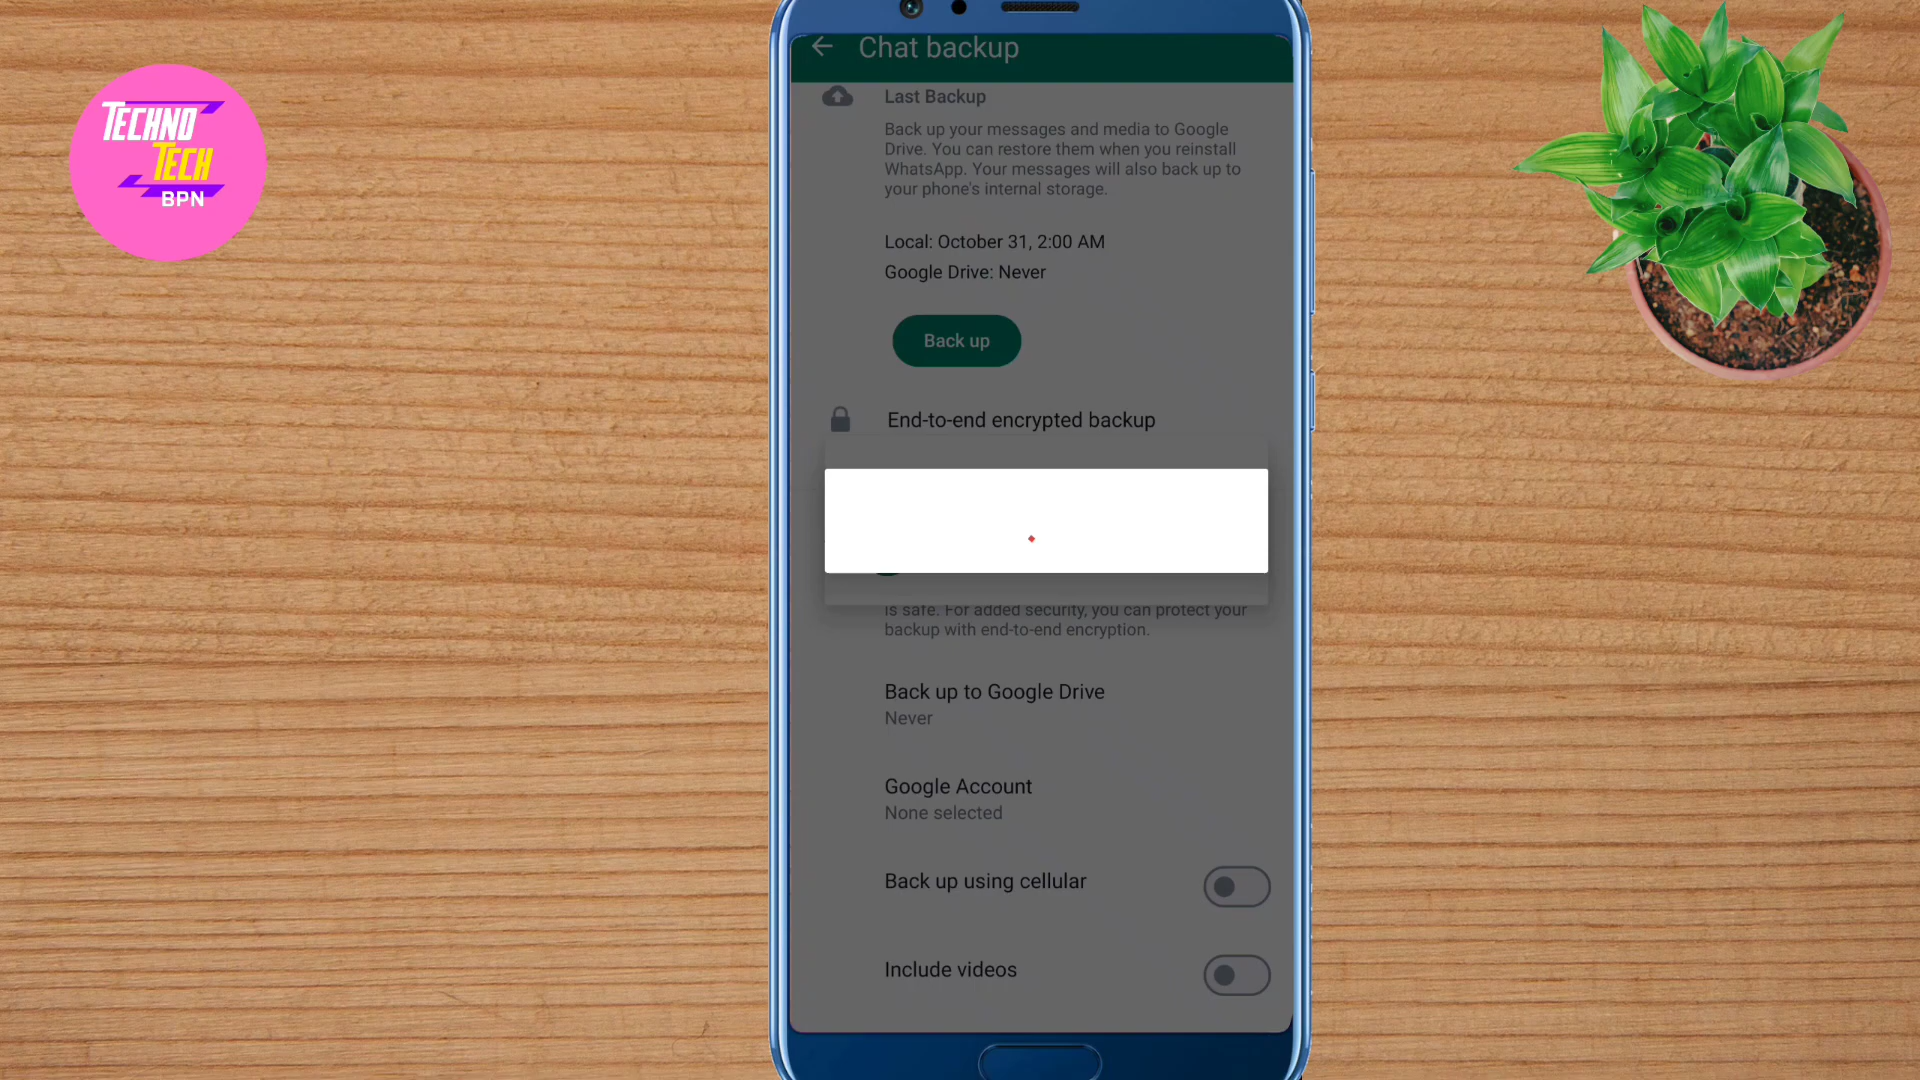 TECHNO
TECH
BPN
Chat backup
Last Backup
Back up your messages and media to Google
Drive. You can restore them when you reinstall
WhatsApp. Your messages will also back up to
your phone's internal storage.
Local: October 31, 2:00 AM
Google Drive: Never
Back up
End-to-end encrypted backup
is safe. For added security, you can protect your
backup with end-to-end encryption.
Back up to Google Drive
Never
Google Account
None selected
Back up using cellular
Include videos